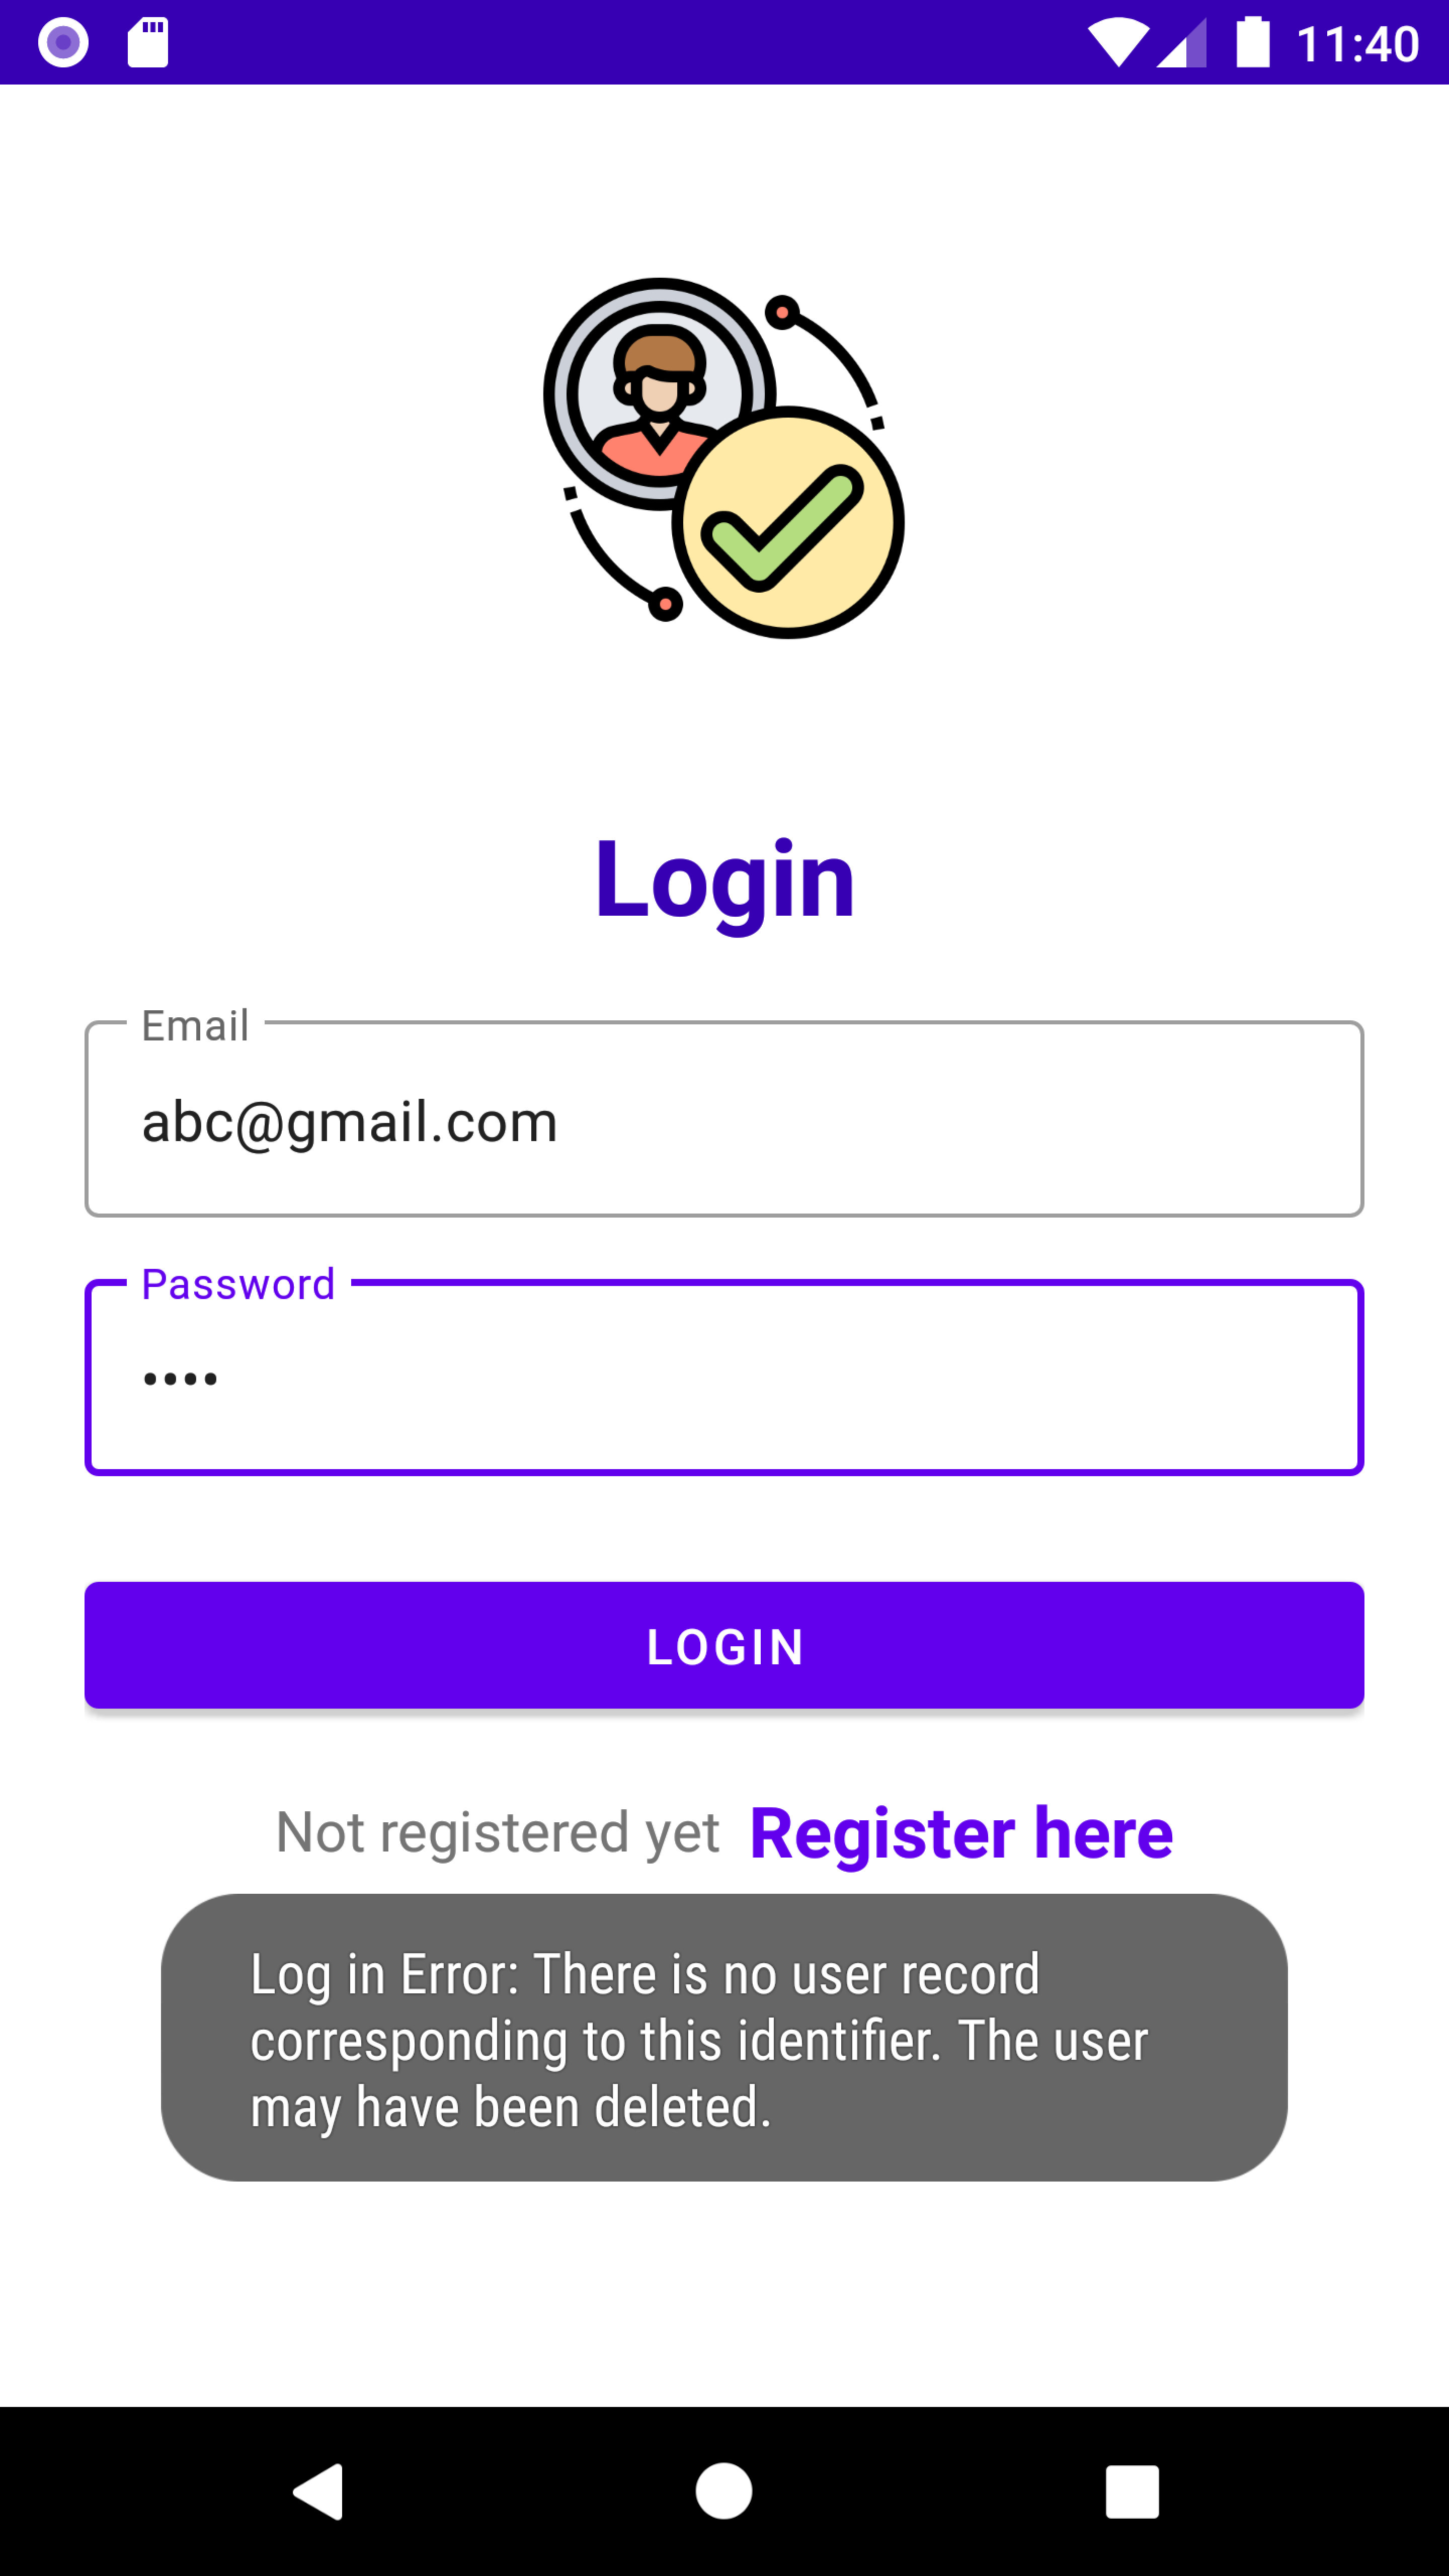 11:40
Login
Email
abc@gmail.com
Password
••••
LOGIN
Not registered yet Register here
Log in Error: There is no user record
corresponding to this identifier. The user
may have been deleted.